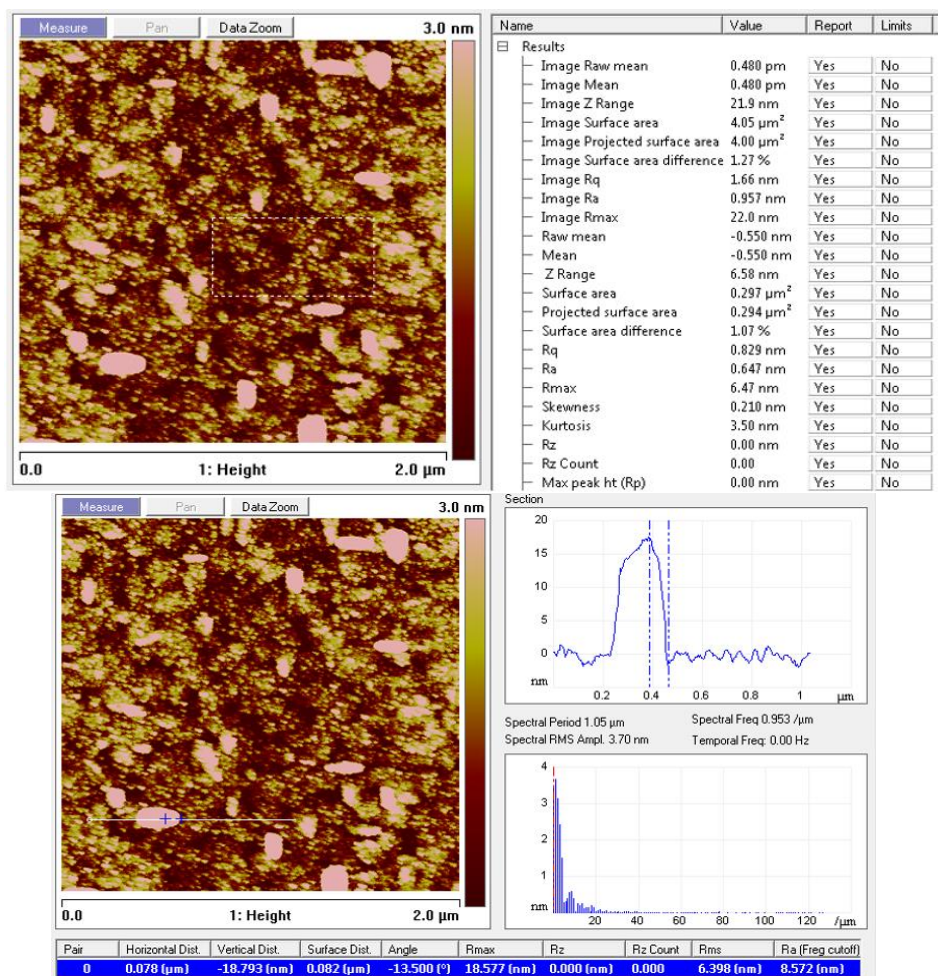 Measure Pan Data Zoom 3.0 nm
0.0 1: Height 2.0 µm
Name Value Report Limits
Results
Image Raw mean 0.480 pm Yes No
Image Mean 0.480 pm Yes No
Image Z Range 21.9 nm Yes No
Image Surface area 4.05 µm² Yes No
Image Projected surface area 4.00 µm² Yes No
Image Surface area difference 1.27 % Yes No
Image Rq 1.66 nm Yes No
Image Ra 0.957 nm Yes No
Image Rmax 22.0 nm Yes No
Raw mean -0.550 nm Yes No
Mean -0.550 nm Yes No
Z Range 6.58 nm Yes No
Surface area 0.297 µm² Yes No
Projected surface area 0.294 µm² Yes No
Surface area difference 1.07 % Yes No
Rq 0.829 nm Yes No
Ra 0.647 nm Yes No
Rmax 6.47 nm Yes No
Skewness 0.210 nm Yes No
Kurtosis 3.50 nm Yes No
Rz 0.00 nm Yes No
Rz Count 0.00 Yes No
Max peak ht (Rp) 0.00 nm Yes No
Measure Pan Data Zoom 3.0 nm
0.0 1: Height 2.0 µm
Section
20
15
10
5
0
nm
0.2 0.4 0.6 0.8 1 µm
Spectral Period 1.05 µm Spectral Freq 0.953 /µm
Spectral RMS Ampl. 3.70 nm Temporal Freq: 0.00 Hz
4
3
2
1
nm
20 40 60 80 100 120 /µm
Pair Horizontal Dist. Vertical Dist. Surface Dist. Angle Rmax Rz Rz Count Rms Ra (Freg cutoff)
0 0.078 (µm) -18.793 (nm) 0.082 (µm) -13.500 (°) 18.577 (nm) 0.000 (nm) 0.000 6.398 (nm) 8.572 (nm)